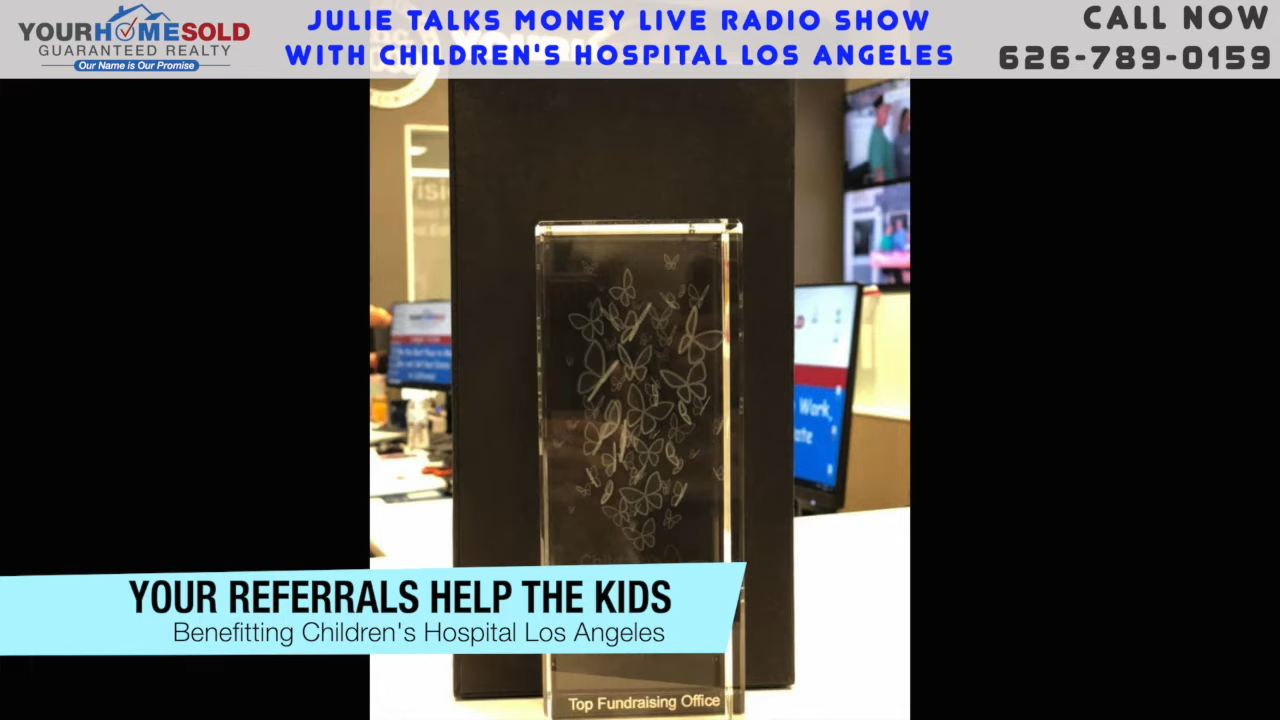 YOURHOMESOLD
GUARANTEED REALTY
Our Name is Our Promise
JULIE TALKS MONEY LIVE RADIO SHOW
WITH CHILDREN'S HOSPITAL LOS ANGELES
CALL NOW
626-789-0159
Work,
YOUR REFERRALS HELP THE KIDS
Benefitting Children's Hospital Los Angeles
Top Fundraising Office